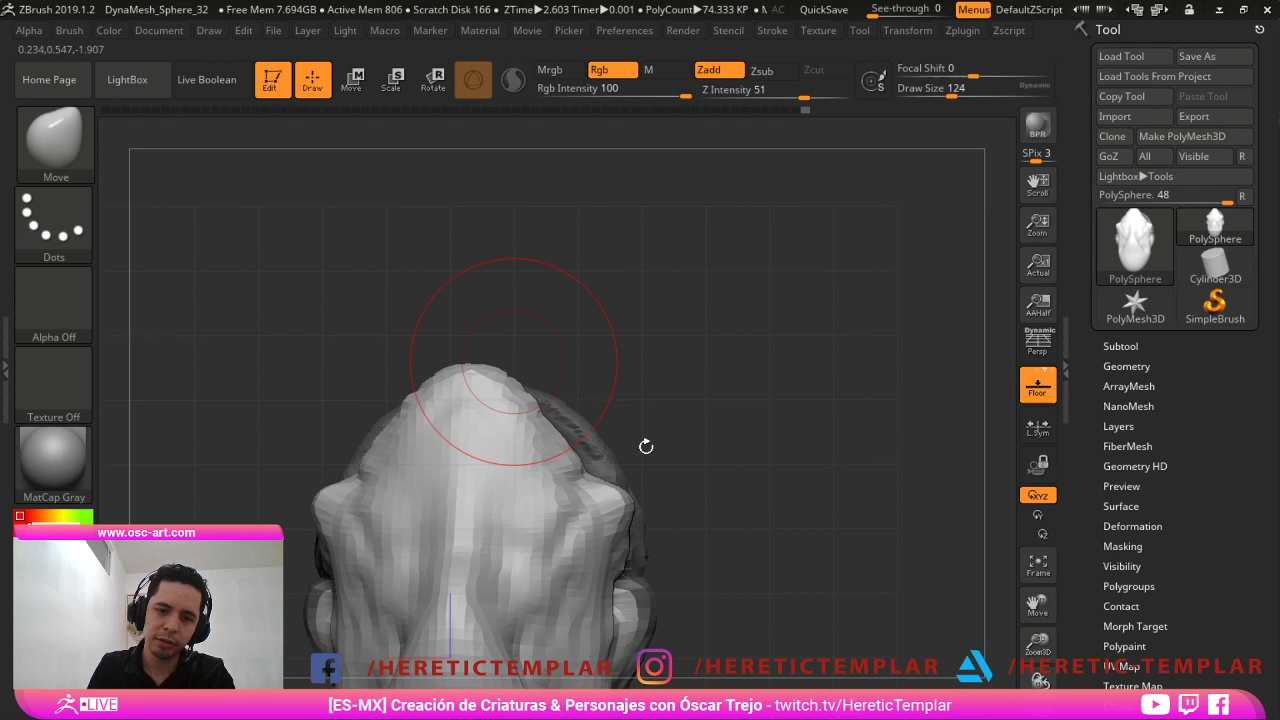 ZBrush 2019.1.2 DynaMesh_Sphere_32 • Free Mem 7.694GB • Active Mem 806 • Scratch Disk 166 • ZTime▶2.603 Timer▶0.001 • PolyCount▶74.333 KP • M AC QuickSave See-through 0 Menus DefaultZScript
Alpha Brush Color Document Draw Edit File Layer Light Macro Marker Material Movie Picker Preferences Render Stencil Stroke Texture Tool Transform Zplugin Zscript
0.234,0.547,-1.907
Home Page LightBox Live Boolean Edit Draw Move Scale Rotate
Mrgb Rgb M Zadd Zsub Zcut
Rgb Intensity 100 Z Intensity 51
Focal Shift 0
Draw Size 124 Dynamic
S
Move
Dots
Alpha Off
Texture Off
MatCap Gray
BPR
SPix 3
Scroll
Zoom
Actual
AAHalf
Dynamic
Persp
Floor
L.Sym
XYZ
Y
Z
Frame
Move
Zoom3D
Tool
Load Tool Save As
Load Tools From Project
Copy Tool Paste Tool
Import Export
Clone Make PolyMesh3D
GoZ All Visible R
Lightbox▶Tools
PolySphere. 48 R
PolySphere PolySphere
Cylinder3D
PolyMesh3D SimpleBrush
Subtool
Geometry
ArrayMesh
NanoMesh
Layers
FiberMesh
Geometry HD
Preview
Surface
Deformation
Masking
Visibility
Polygroups
Contact
Morph Target
Polypaint
UV Map
Texture Map
www.osc-art.com
/HERETICTEMPLAR /HERETICTEMPLAR /HERETIC_TEMPLAR
LIVE [ES-MX] Creación de Criaturas & Personajes con Óscar Trejo - twitch.tv/HereticTemplar